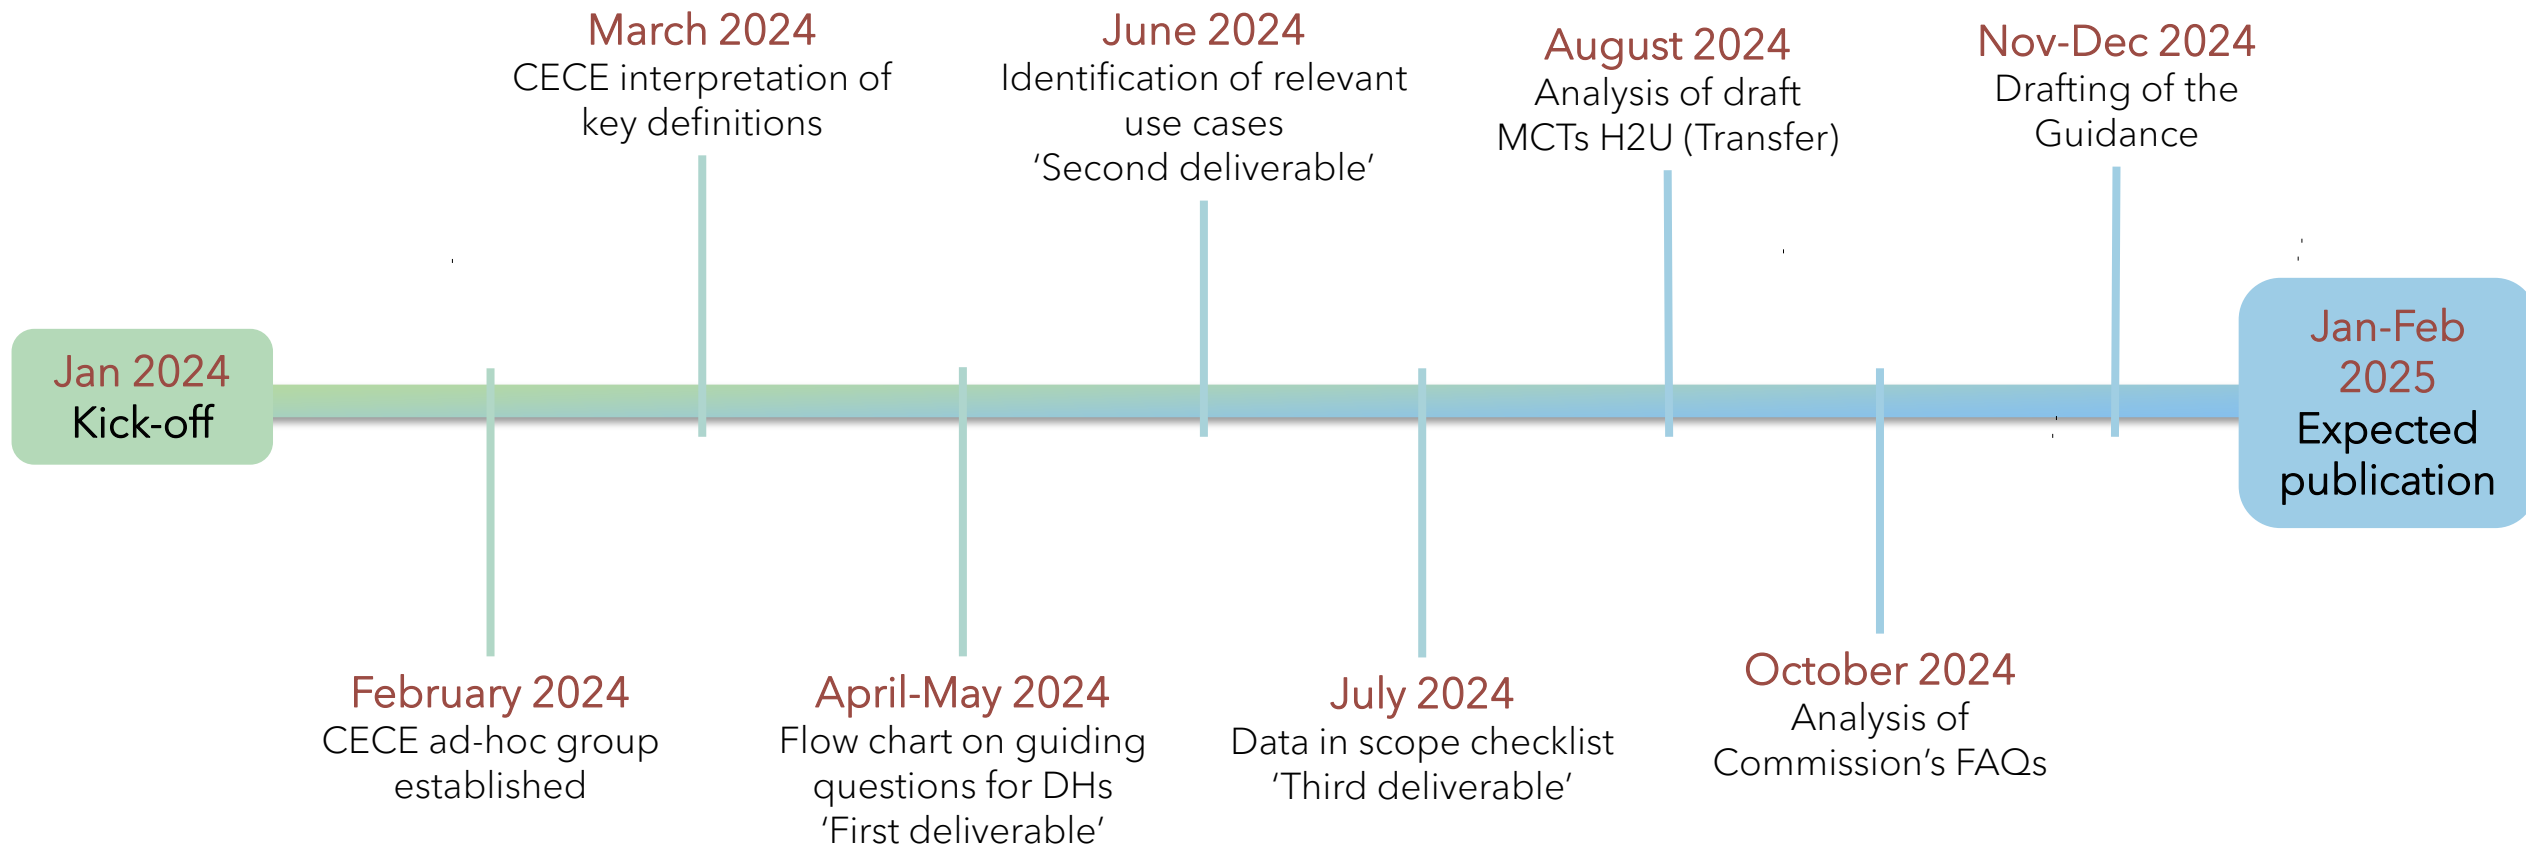 Jan 2024
Kick-off
February 2024
CECE ad-hoc group
established
March 2024
CECE interpretation of
key definitions
April-May 2024
Flow chart on guiding
questions for DHs
‘First deliverable’
June 2024
Identification of relevant
use cases
‘Second deliverable’
July 2024
Data in scope checklist
‘Third deliverable’
August 2024
Analysis of draft
MCTs H2U (Transfer)
October 2024
Analysis of
Commission’s FAQs
Nov-Dec 2024
Drafting of the
Guidance
Jan-Feb
2025
Expected
publication